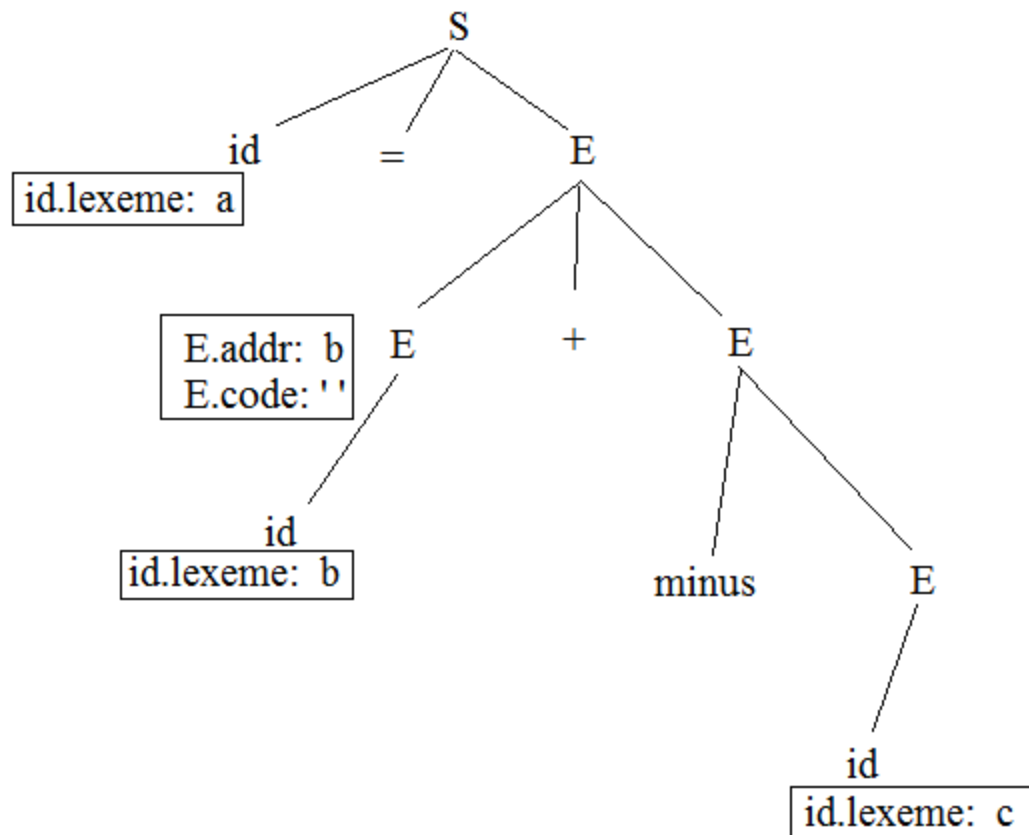 S
id
=
E
id.lexeme: a
E.addr: b
E.code: ' '
E
+
E
id
id.lexeme: b
minus
E
id
id.lexeme: c